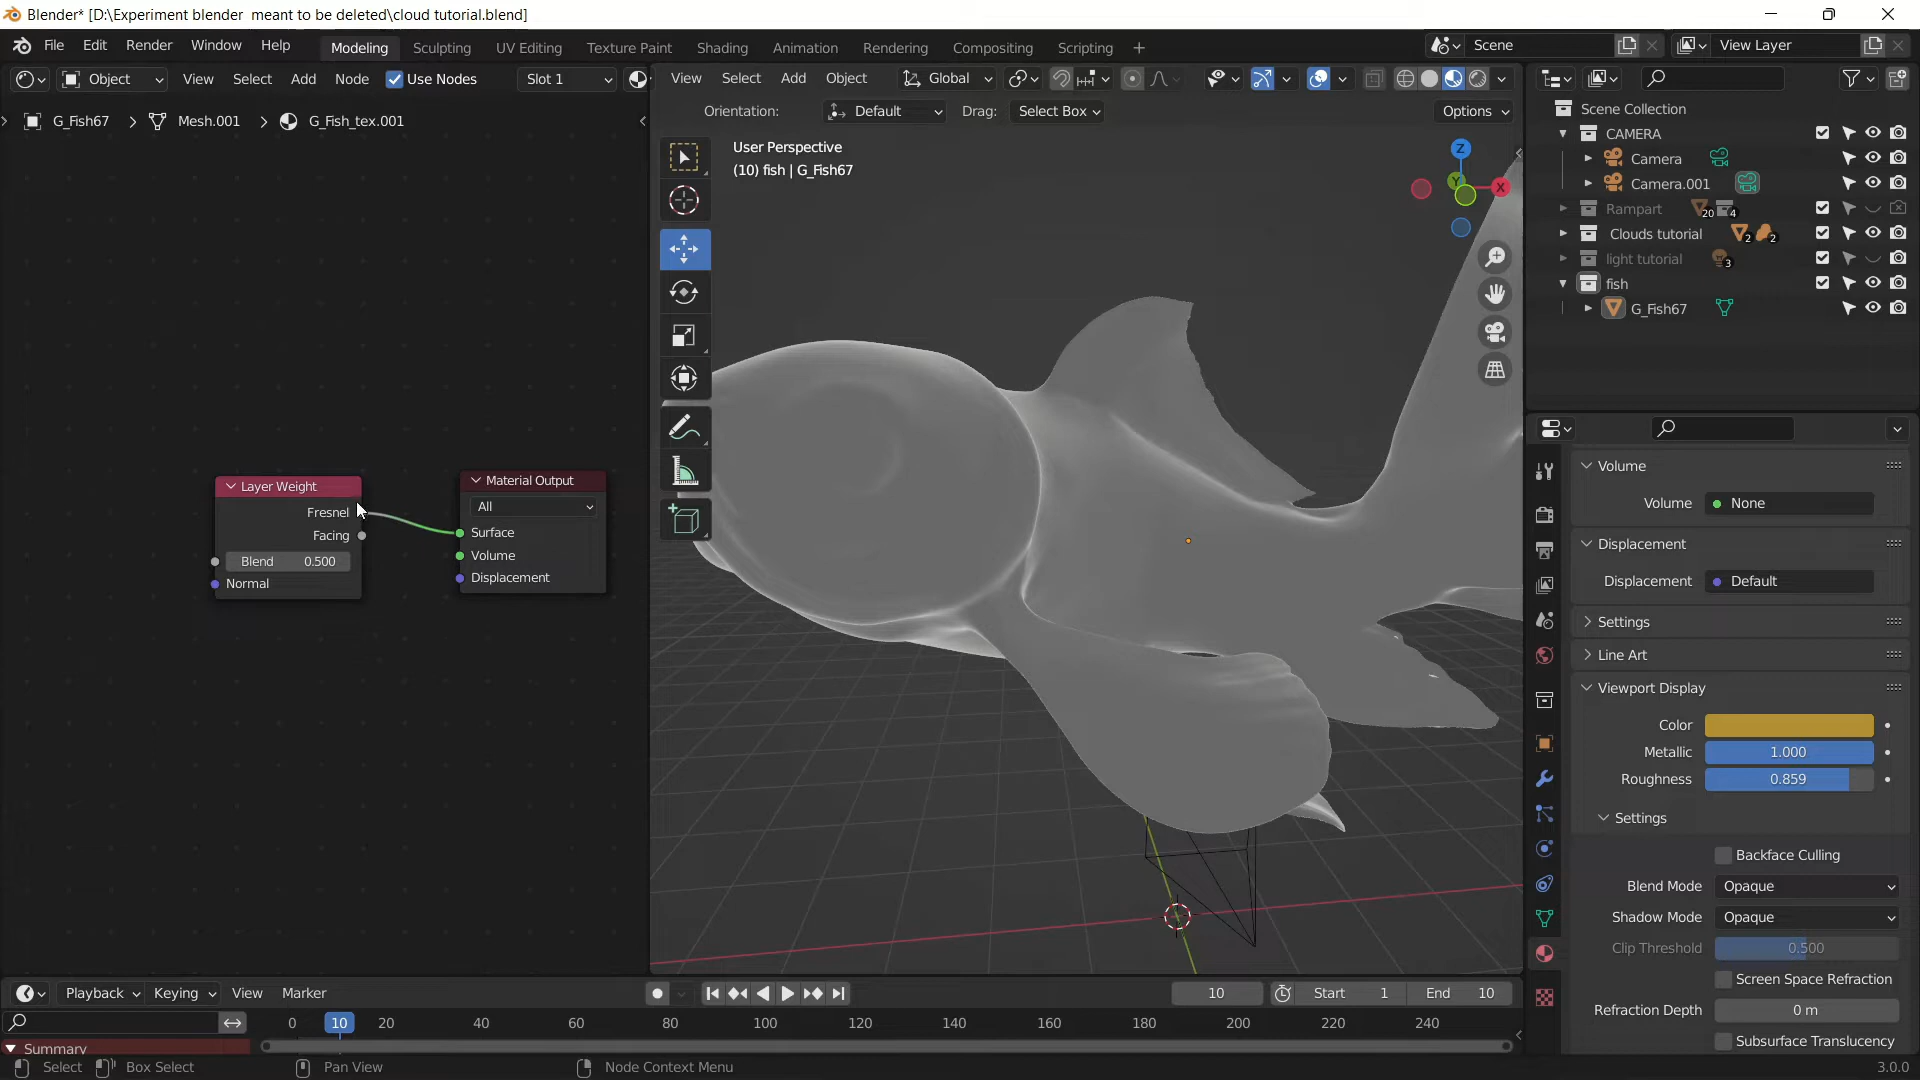 Blender* [D:\Experiment blender  meant to be deleted\cloud tutorial.blend]
File Edit Render Window Help Modeling Sculpting UV Editing Texture Paint Shading Animation Rendering Compositing Scripting + Scene View Layer
Object View Select Add Node Use Nodes Slot 1
View Select Add Object Global
G_Fish67 > Mesh.001 > G_Fish_tex.001
Orientation: Default Drag: Select Box Options
User Perspective
(10) fish | G_Fish67
Z
Y
X
Scene Collection
CAMERA
Camera
Camera.001
Rampart 20 4
Clouds tutorial 2 2
light tutorial 3
fish
G_Fish67
Layer Weight
Fresnel
Facing
Blend 0.500
Normal
Material Output
All
Surface
Volume
Displacement
Volume
Volume None
Displacement
Displacement Default
Settings
Line Art
Viewport Display
Color
Metallic 1.000
Roughness 0.859
Settings
Backface Culling
Blend Mode Opaque
Shadow Mode Opaque
Clip Threshold 0.500
Screen Space Refraction
Refraction Depth 0 m
Subsurface Translucency
Playback Keying View Marker 10 Start 1 End 10
0 10 20 40 60 80 100 120 140 160 180 200 220 240
Summary
Select Box Select Pan View Node Context Menu 3.0.0